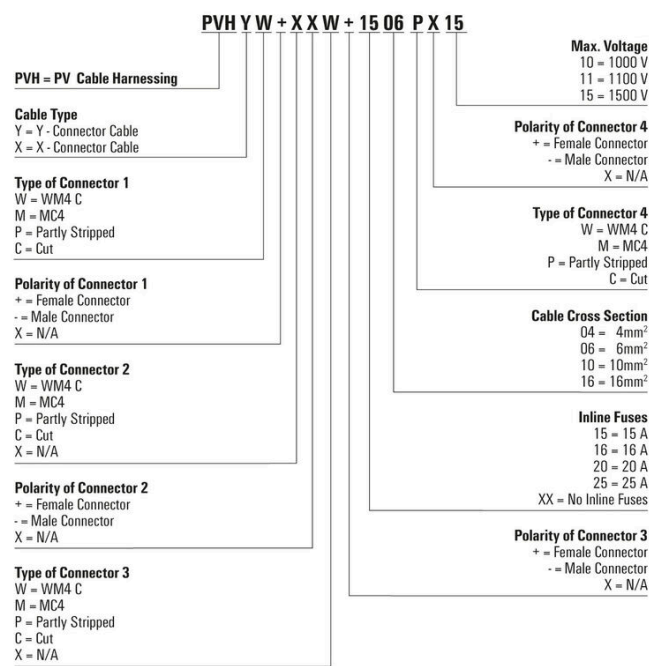 PVH Y W + X X W + 15 06 P X 15
PVH = PV Cable Harnessing
Cable Type
Y = Y - Connector Cable
X = X - Connector Cable
Type of Connector 1
W = WM4 C
M = MC4
P = Partly Stripped
C = Cut
Polarity of Connector 1
+ = Female Connector
- = Male Connector
X = N/A
Type of Connector 2
W = WM4 C
M = MC4
P = Partly Stripped
C = Cut
X = N/A
Polarity of Connector 2
+ = Female Connector
- = Male Connector
X = N/A
Type of Connector 3
W = WM4 C
M = MC4
P = Partly Stripped
C = Cut
X = N/A
Max. Voltage
10 = 1000 V
11 = 1100 V
15 = 1500 V
Polarity of Connector 4
+ = Female Connector
- = Male Connector
X = N/A
Type of Connector 4
W = WM4 C
M = MC4
P = Partly Stripped
C = Cut
Cable Cross Section
04 = 4mm²
06 = 6mm²
10 = 10mm²
16 = 16mm²
Inline Fuses
15 = 15 A
16 = 16 A
20 = 20 A
25 = 25 A
XX = No Inline Fuses
Polarity of Connector 3
+ = Female Connector
- = Male Connector
X = N/A